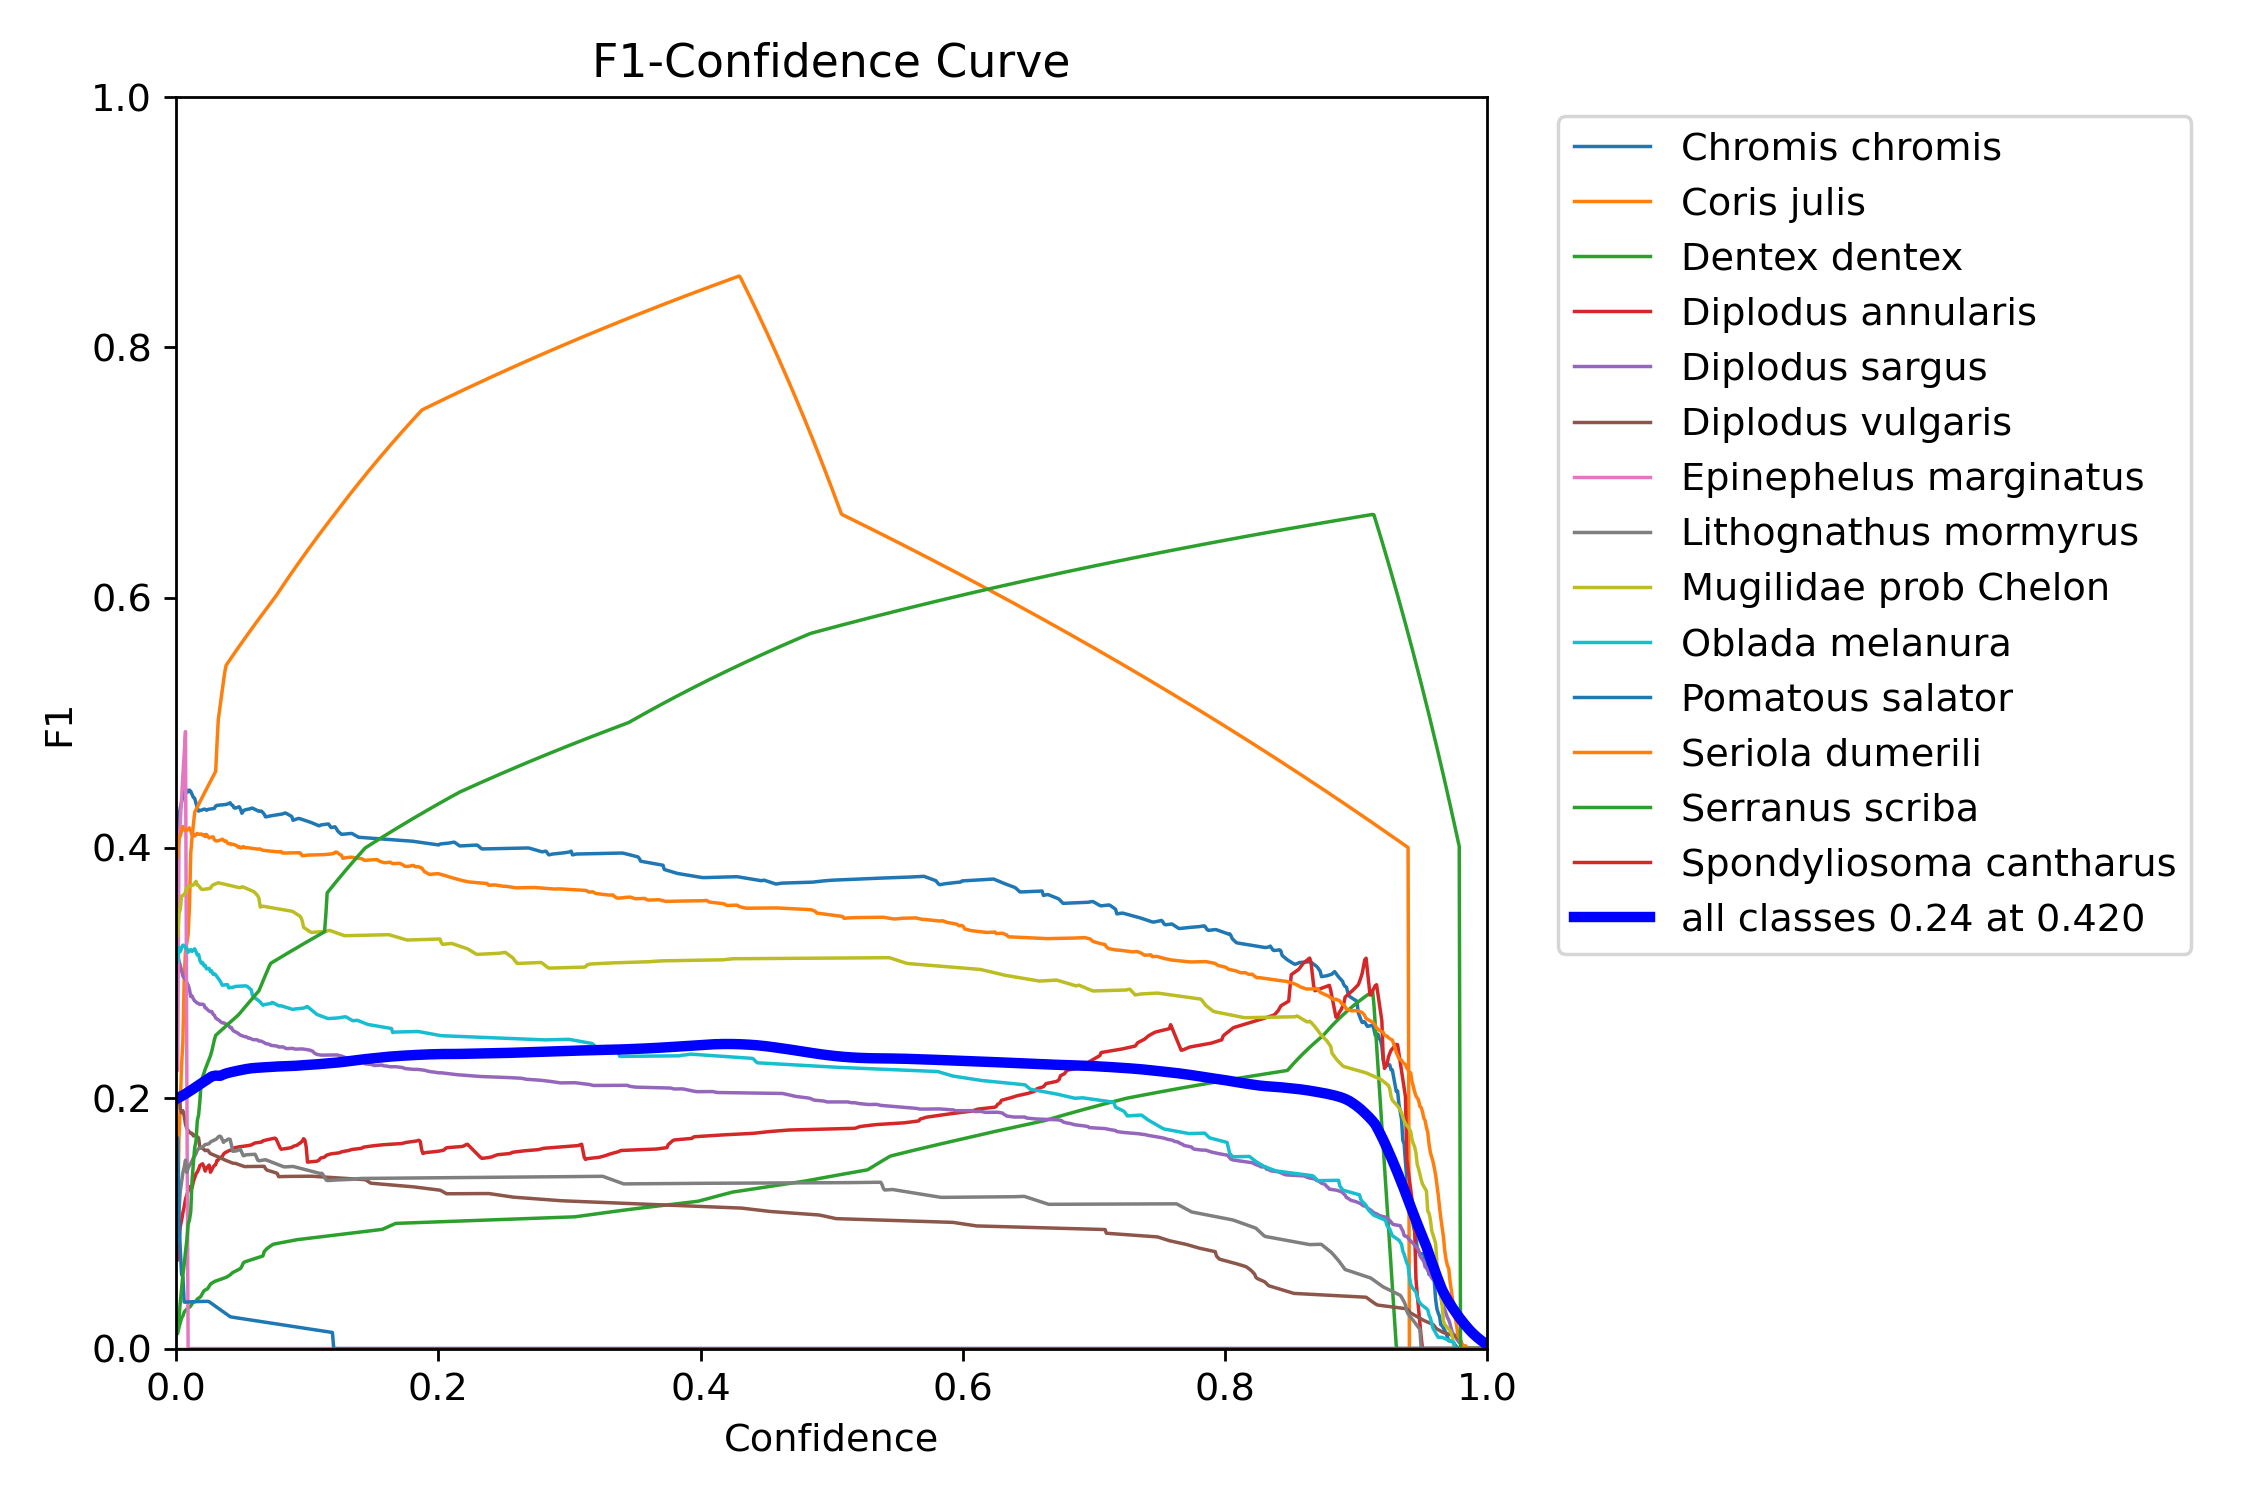 F1-Confidence Curve
1.0
0.8
0.6
0.4
0.2
0.0
F1
0.0 0.2 0.4 0.6 0.8 1.0
Confidence
Chromis chromis
Coris julis
Dentex dentex
Diplodus annularis
Diplodus sargus
Diplodus vulgaris
Epinephelus marginatus
Lithognathus mormyrus
Mugilidae prob Chelon
Oblada melanura
Pomatous salator
Seriola dumerili
Serranus scriba
Spondyliosoma cantharus
all classes 0.24 at 0.420